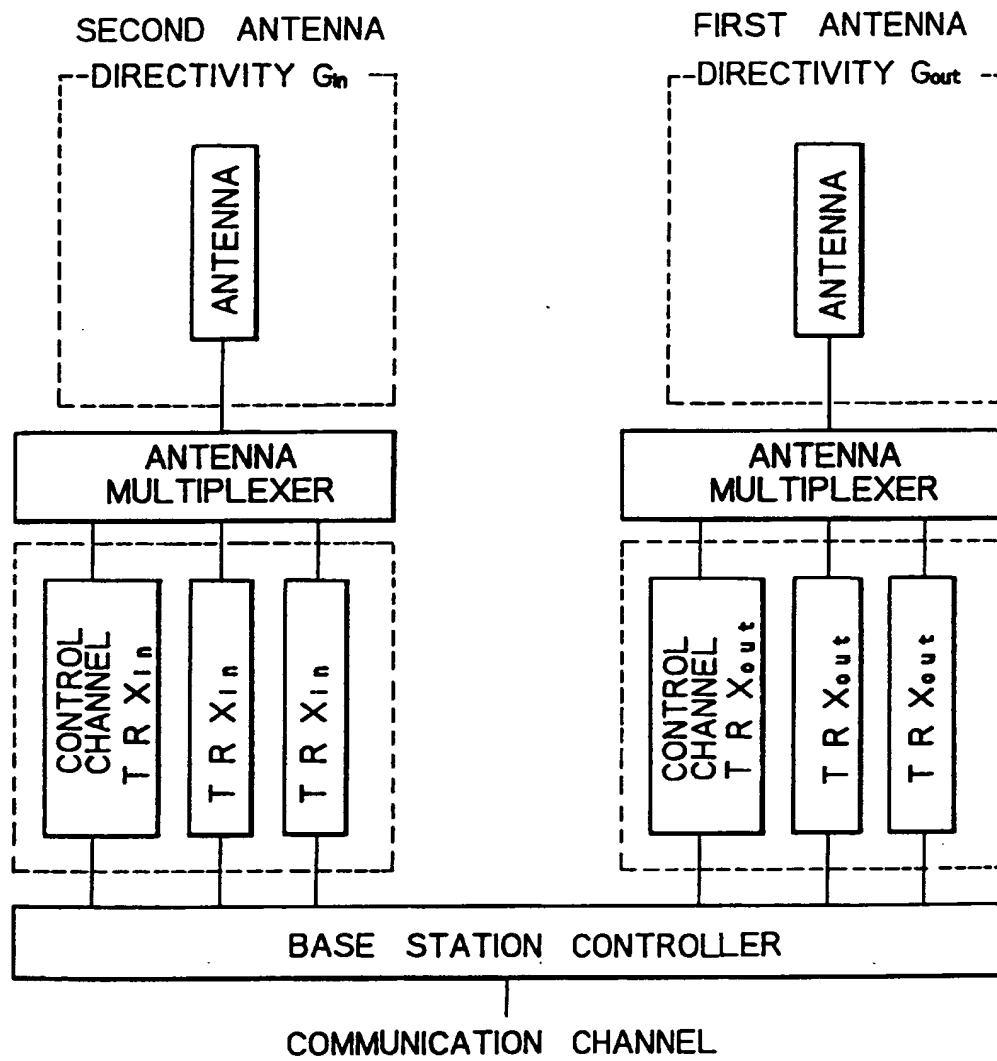 SECOND ANTENNA
DIRECTIVITY Gin
ANTENNA
ANTENNA
MULTIPLEXER
CONTROL
CHANNEL
TRXin
TRXin
TRXin
FIRST ANTENNA
DIRECTIVITY Gout
ANTENNA
ANTENNA
MULTIPLEXER
CONTROL
CHANNEL
TRXout
TRXout
TRXout
BASE STATION CONTROLLER
COMMUNICATION CHANNEL